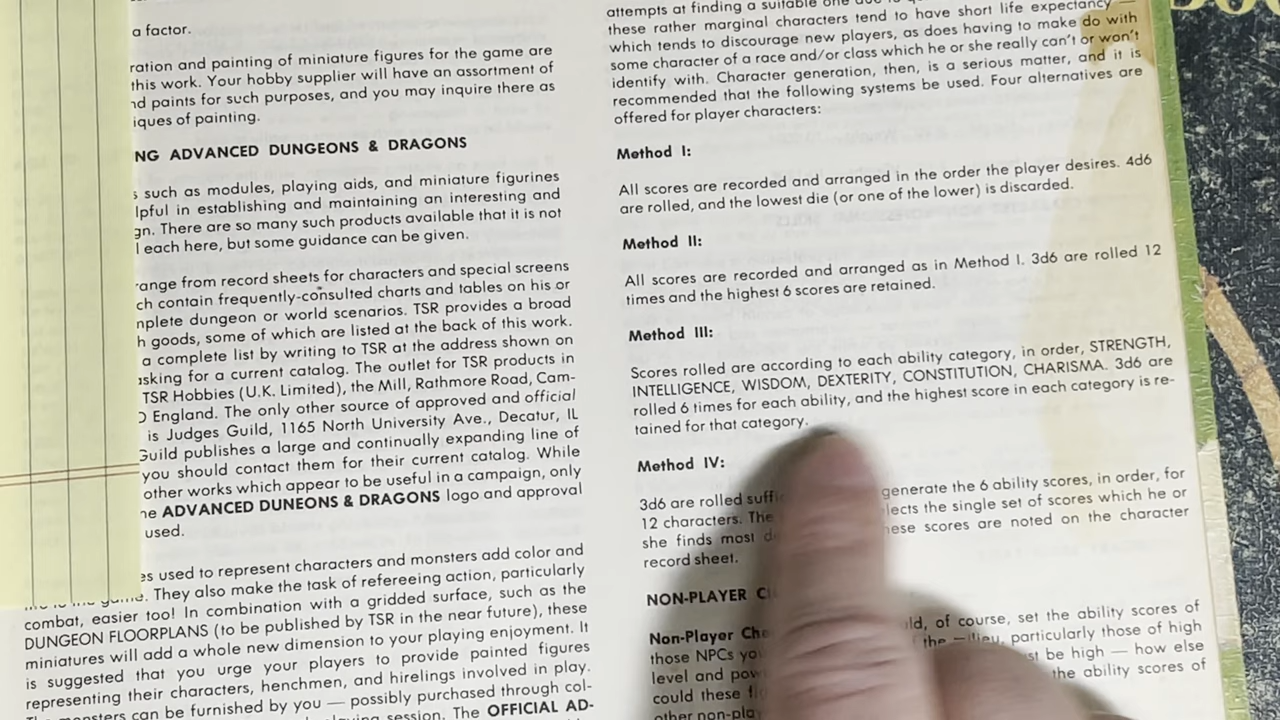 a factor.
ration and painting of miniature figures for the game are
this work. Your hobby supplier will have an assortment of
nd paints for such purposes, and you may inquire there as
iques of painting.
NG ADVANCED DUNGEONS & DRAGONS
s such as modules, playing aids, and miniature figurines
lpful in establishing and maintaining an interesting and
gn. There are so many such products available that it is not
l each here, but some guidance can be given.
range from record sheets for characters and special screens
ch contain frequently-consulted charts and tables on his or
mplete dungeon or world scenarios. TSR provides a broad
h goods, some of which are listed at the back of this work.
a complete list by writing to TSR at the address shown on
asking for a current catalog. The outlet for TSR products in
TSR Hobbies (U.K. Limited), the Mill, Rathmore Road, Cam-
D England. The only other source of approved and official
is Judges Guild, 1165 North University Ave., Decatur, IL
Guild publishes a large and continually expanding line of
you should contact them for their current catalog. While
other works which appear to be useful in a campaign, only
he ADVANCED DUNEONS & DRAGONS logo and approval
used.
es used to represent characters and monsters add color and
They also make the task of refereeing action, particularly
combat, easier too! In combination with a gridded surface, such as the
DUNGEON FLOORPLANS (to be published by TSR in the near future), these
miniatures will add a whole new dimension to your playing enjoyment. It
is suggested that you urge your players to provide painted figures
representing their characters, henchmen, and hirelings involved in play.
monsters can be furnished by you — possibly purchased through col-
session. The OFFICIAL AD-
attempts at finding a suitable one
these rather marginal characters tend to have short life expectancy —
which tends to discourage new players, as does having to make do with
some character of a race and/or class which he or she really can't or won't
identify with. Character generation, then, is a serious matter, and it is
recommended that the following systems be used. Four alternatives are
offered for player characters:
Method I:
All scores are recorded and arranged in the order the player desires. 4d6
are rolled, and the lowest die (or one of the lower) is discarded.
Method II:
All scores are recorded and arranged as in Method I. 3d6 are rolled 12
times and the highest 6 scores are retained.
Method III:
Scores rolled are according to each ability category, in order, STRENGTH,
INTELLIGENCE, WISDOM, DEXTERITY, CONSTITUTION, CHARISMA. 3d6 are
rolled 6 times for each ability, and the highest score in each category is re-
tained for that category.
Method IV:
3d6 are rolled suffi generate the 6 ability scores, in order, for
12 characters. The lects the single set of scores which he or
she finds most d ese scores are noted on the character
record sheet.
NON-PLAYER C
Non-Player Cha ld, of course, set the ability scores of
those NPCs yo the milieu, particularly those of high
level and pow st be high — how else
could these fi the ability scores of
other non-pla